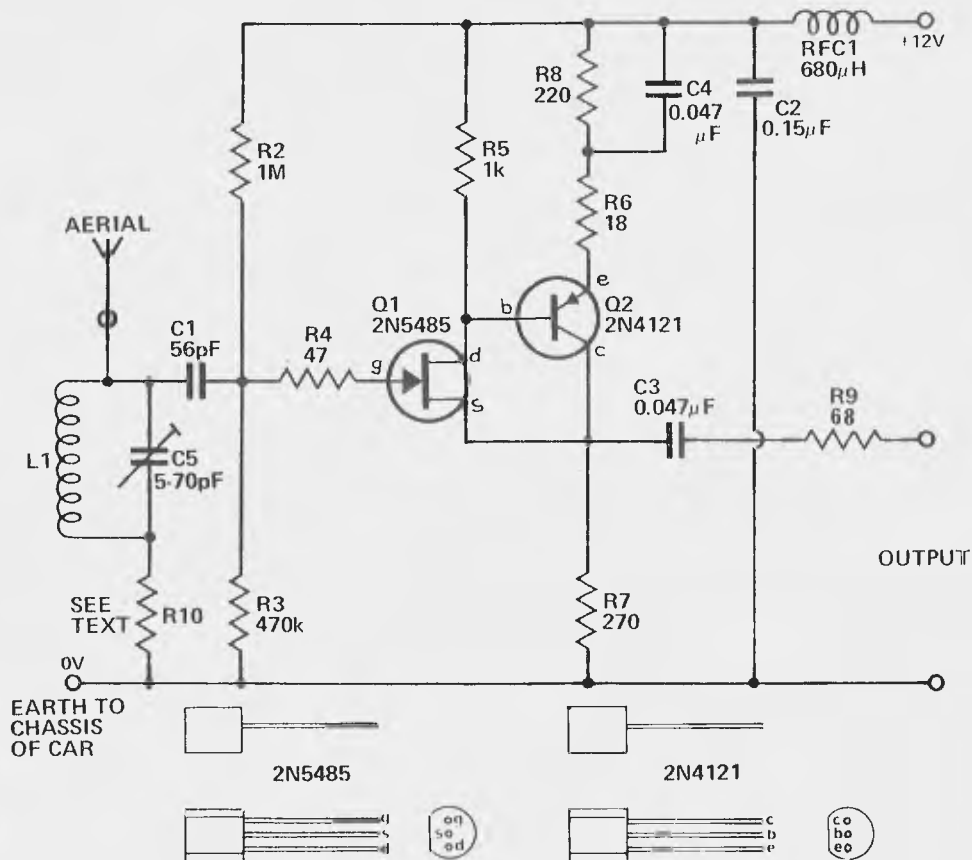 +12V
RFC1
680μH
R8
220
C4
0.047
μF
C2
0.15μF
R2
1M
R5
1k
R6
18
AERIAL
e
b
Q2
2N4121
c
Q1
2N5485
C1
56pF
R4
47
g
d
s
C3
0.047μF
R9
68
L1
C5
5-70pF
OUTPUT
SEE
TEXT
R10
R3
470k
R7
270
0V
EARTH TO
CHASSIS
OF CAR
2N5485
2N4121
g
s
d
g
s
d
c
b
e
c
b
e